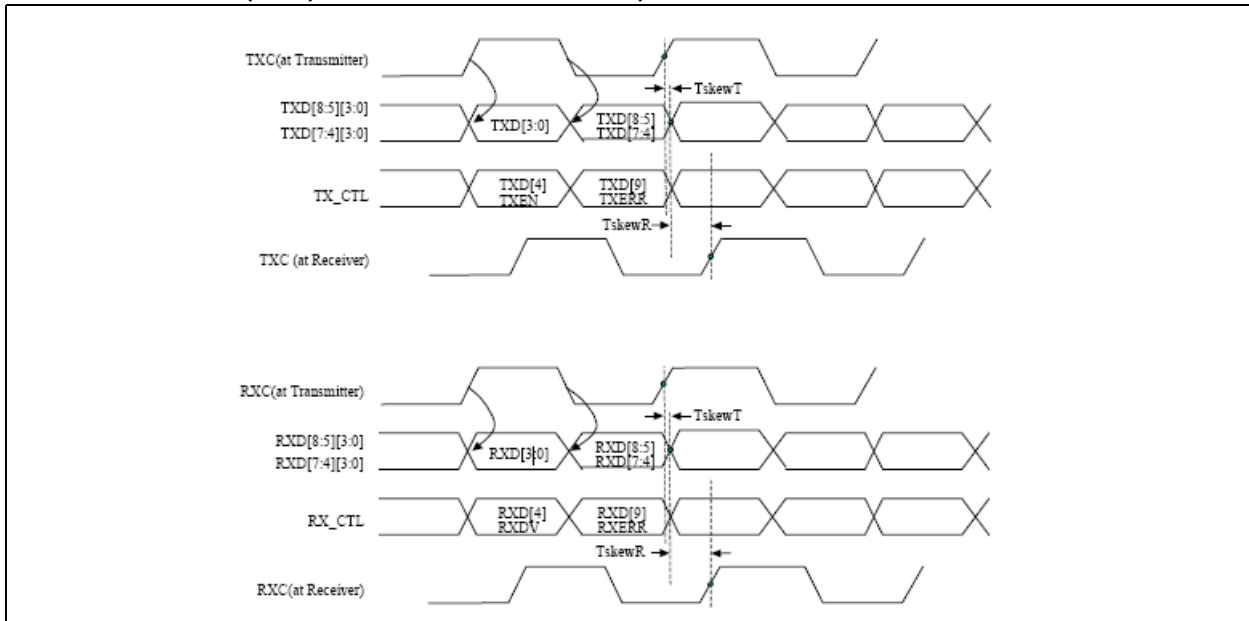 TXC(at Transmitter)
TskewT
TXD[8:5][3:0]
TXD[7:4][3:0]
TXD[3:0]
TXD[8:5]
TXD[7:4]
TX_CTL
TXD[4]
TXEN
TXD[9]
TXERR
TskewR
TXC (at Receiver)
RXC(at Transmitter)
TskewT
RXD[8:5][3:0]
RXD[7:4][3:0]
RXD[3:0]
RXD[8:5]
RXD[7:4]
RX_CTL
RXD[4]
RXDV
RXD[9]
RXERR
TskewR
RXC(at Receiver)